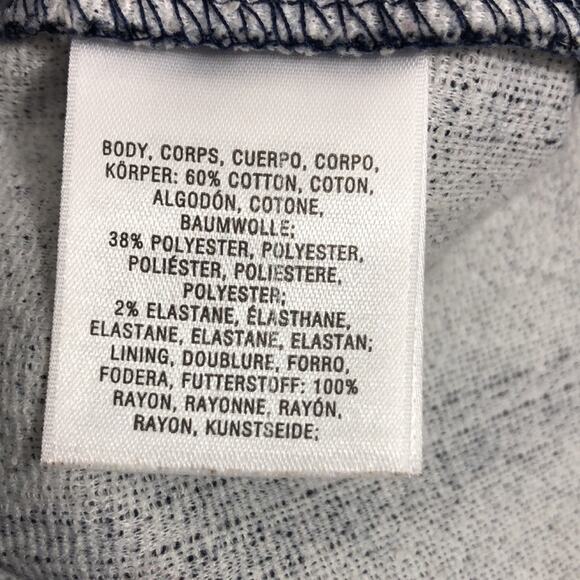 BODY, CORPS, CUERPO, CORPO,
KÖRPER: 60% COTTON, COTON,
ALGODÓN, COTONE,
BAUMWOLLE;
38% POLYESTER, POLYESTER,
POLIÉSTER, POLIESTERE,
POLYESTER;
2% ELASTANE, ÉLASTHANE,
ELASTANE, ELASTANE, ELASTAN;
LINING, DOUBLURE, FORRO,
FODERA, FUTTERSTOFF: 100%
RAYON, RAYONNE, RAYÓN,
RAYON, KUNSTSEIDE;